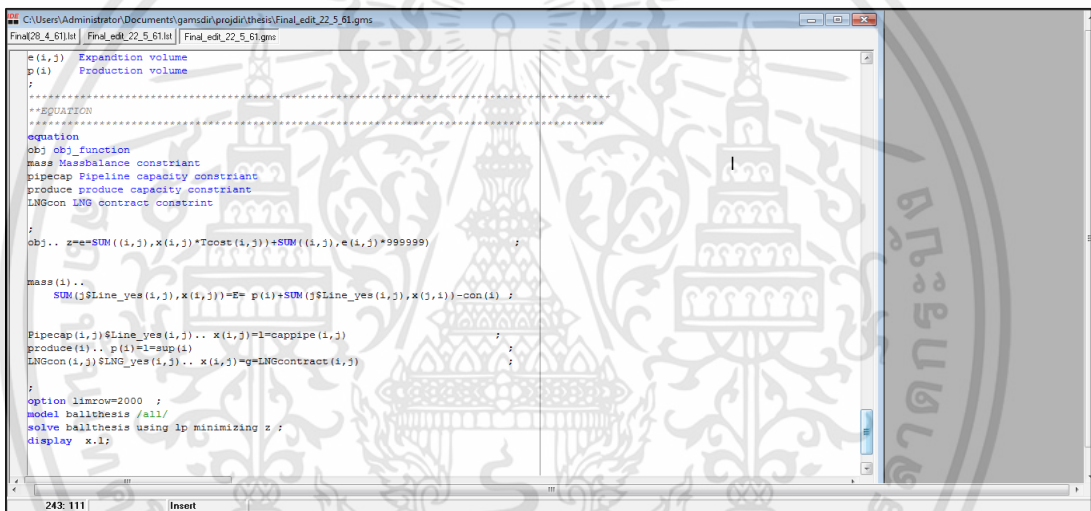 IDE C:\Users\Administrator\Documents\gamsdir\projdir\thesis\Final_edit_22_5_61.gms
Final(28_4_61).lst Final_edit_22_5_61.lst Final_edit_22_5_61.gms
e(i,j) Expandtion volume
p(i) Production volume
;
**EQUATION
equation
obj obj_function
mass Massbalance constriant
pipecap Pipeline capacity constriant
produce produce capacity constriant
LNGcon LNG contract constrint
;
obj.. z=e=SUM((i,j),x(i,j)*Tcost(i,j))+SUM((i,j),e(i,j)*999999) ;
mass(i)..
SUM(j$Line_yes(i,j),x(i,j))=E= p(i)+SUM(j$Line_yes(i,j),x(j,i))-con(i) ;
Pipecap(i,j)$Line_yes(i,j).. x(i,j)=l=cappipe(i,j) ;
produce(i).. p(i)=l=sup(i) ;
LNGcon(i,j)$LNG_yes(i,j).. x(i,j)=g=LNGcontract(i,j) ;
;
option limrow=2000 ;
model ballthesis /all/
solve ballthesis using lp minimizing z ;
display x.l;
243: 111 Insert